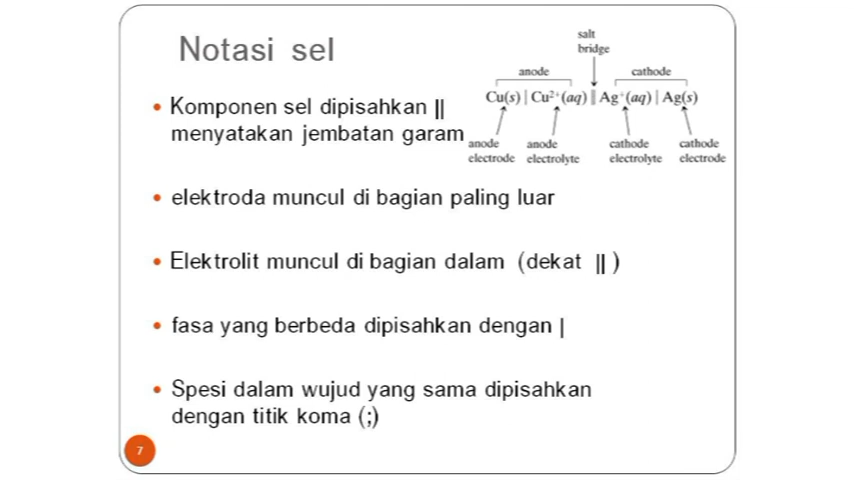 Notasi sel
salt
bridge
anode cathode
Cu(s) | Cu²⁺(aq) || Ag⁺(aq) | Ag(s)
anode anode cathode cathode
electrode electrolyte electrolyte electrode
• Komponen sel dipisahkan ||
menyatakan jembatan garam
• elektroda muncul di bagian paling luar
• Elektrolit muncul di bagian dalam (dekat || )
• fasa yang berbeda dipisahkan dengan |
• Spesi dalam wujud yang sama dipisahkan
dengan titik koma (;)
7